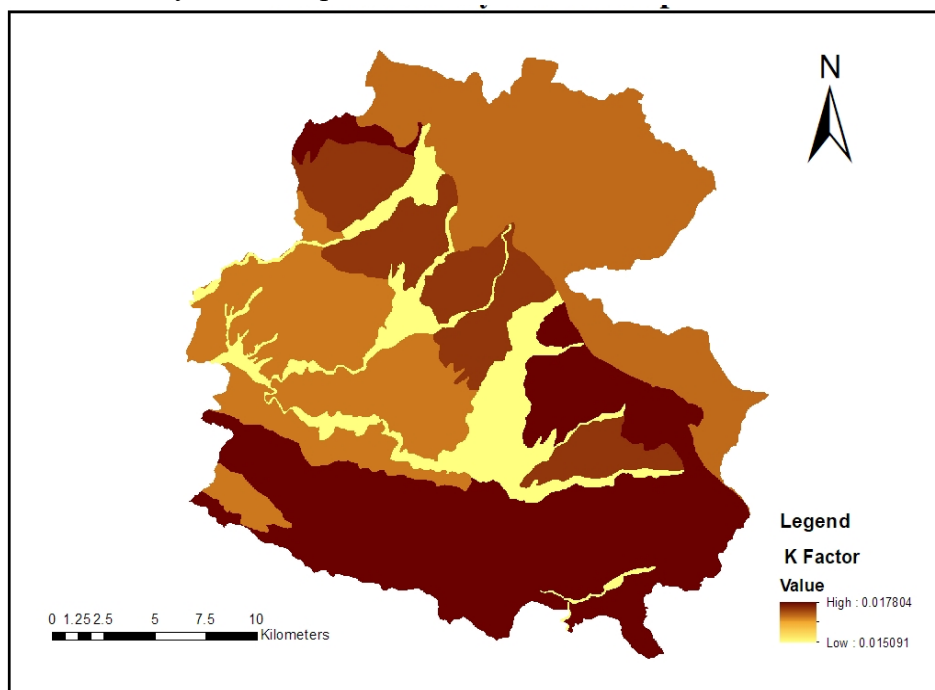 N
Legend
K Factor
Value
High : 0.017804
Low : 0.015091
0 1.25 2.5 5 7.5 10
Kilometers